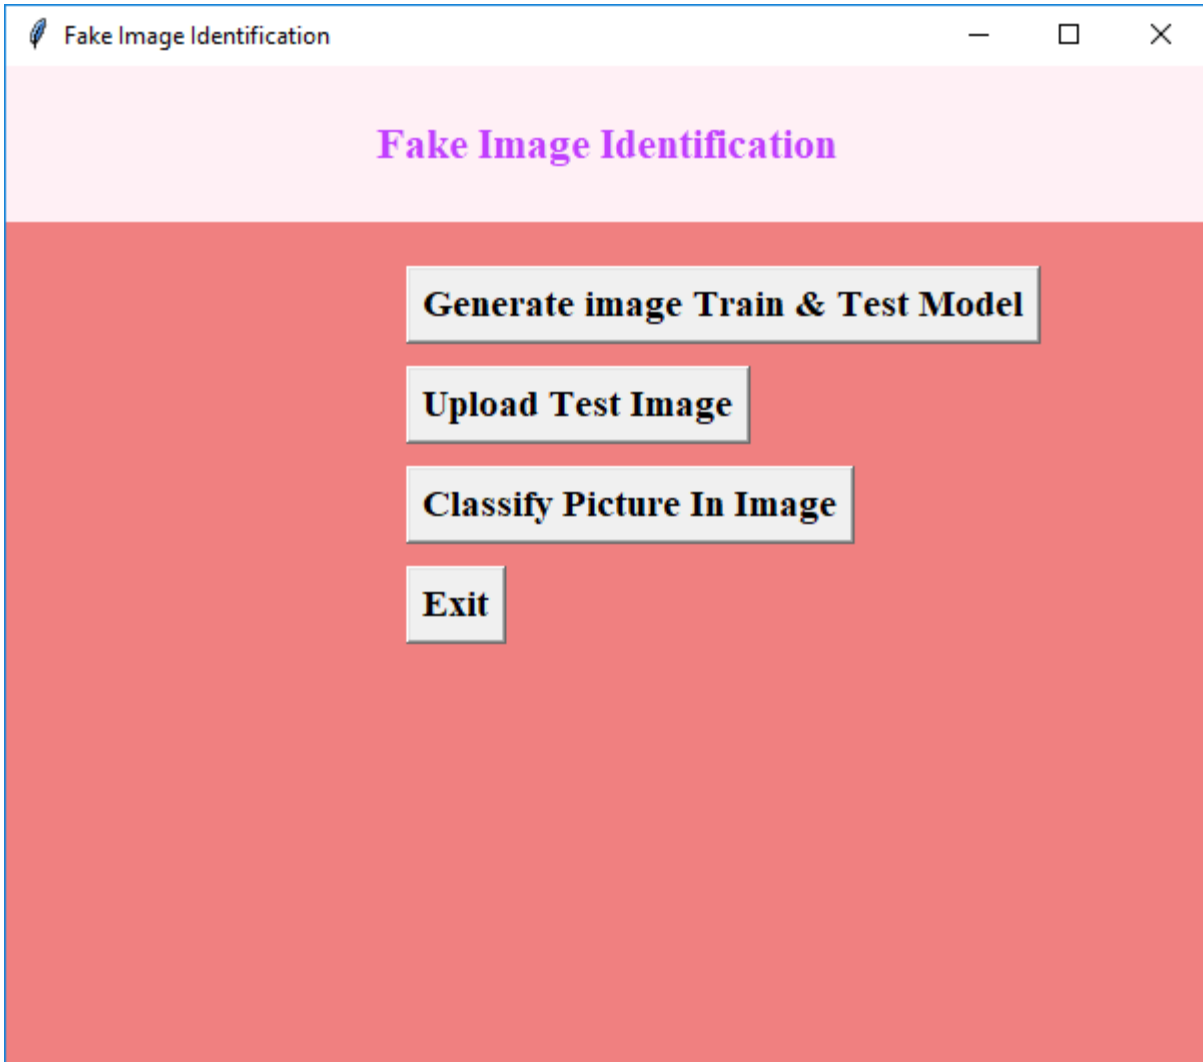 Fake Image Identification
Fake Image Identification
Generate image Train & Test Model
Upload Test Image
Classify Picture In Image
Exit